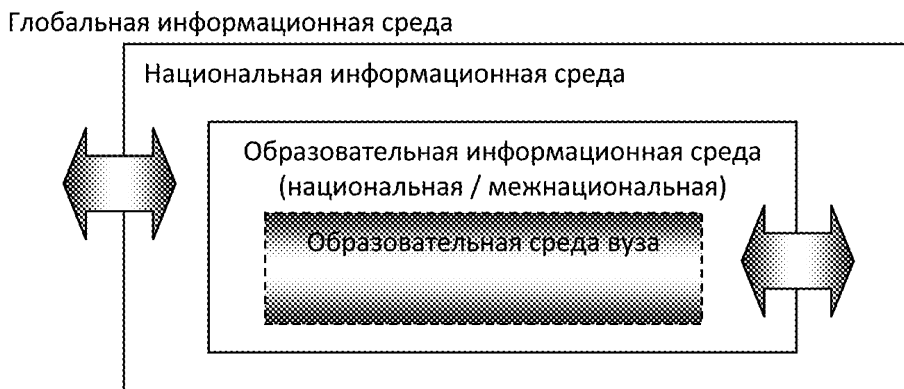 Глобальная информационная среда
Национальная информационная среда
Образовательная информационная среда
(национальная / межнациональная)
Образовательная среда вуза